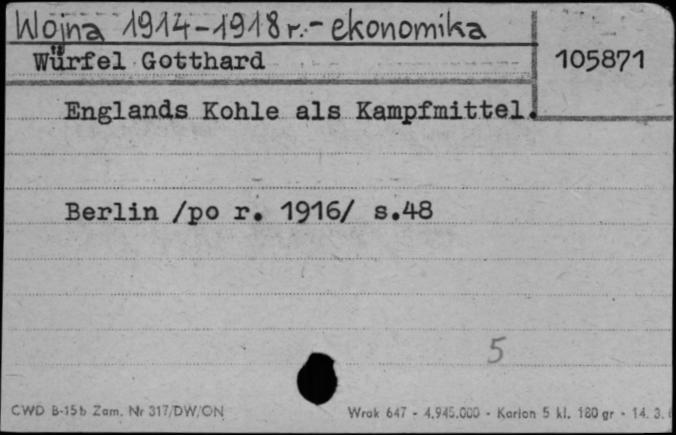 Wojna 1914-1918 r.- ekonomika
Würfel Gotthard
105871
Englands Kohle als Kampfmittel.
Berlin /po r. 1916/ s.48
5
CWD B-15b Zam. Nr 317/DW/ON
Wrak 647 - 4.945.000 - Karton 5 kl. 180 gr - 14. 3.